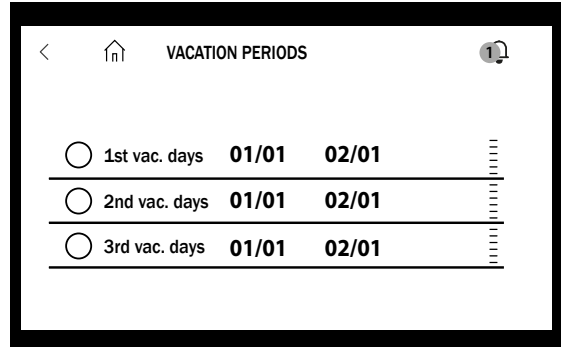 VACATION PERIODS 1
1st vac. days 01/01 02/01
2nd vac. days 01/01 02/01
3rd vac. days 01/01 02/01